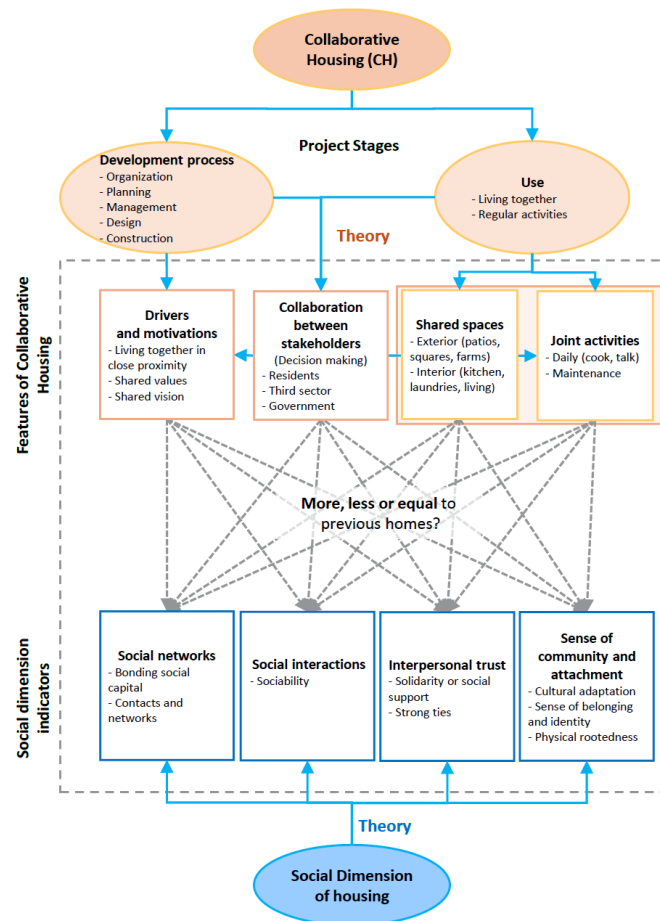 Collaborative
Housing (CH)
Project Stages
Development process
- Organization
- Planning
- Management
- Design
- Construction
Use
- Living together
- Regular activities
Theory
Features of Collaborative
Housing
Drivers
and motivations
- Living together in
close proximity
- Shared values
- Shared vision
Collaboration
between
stakeholders
(Decision making)
- Residents
- Third sector
- Government
Shared spaces
- Exterior (patios,
squares, farms)
- Interior (kitchen,
laundries, living)
Joint activities
- Daily (cook, talk)
- Maintenance
More, less or equal to
previous homes?
Social dimension
indicators
Social networks
- Bonding social
capital
- Contacts and
networks
Social interactions
- Sociability
Interpersonal trust
- Solidarity or social
support
- Strong ties
Sense of
community and
attachment
- Cultural adaptation
- Sense of belonging
and identity
- Physical rootedness
Theory
Social Dimension
of housing